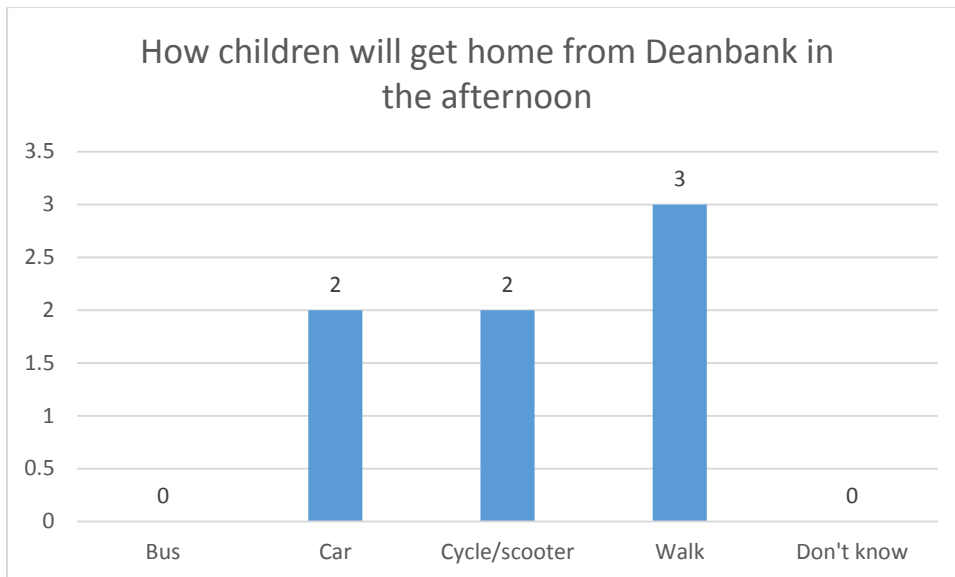 How children will get home from Deanbank in
the afternoon
3.5
3
2.5
2
1.5
1
0.5
0
0
2
2
3
0
Bus
Car
Cycle/scooter
Walk
Don't know